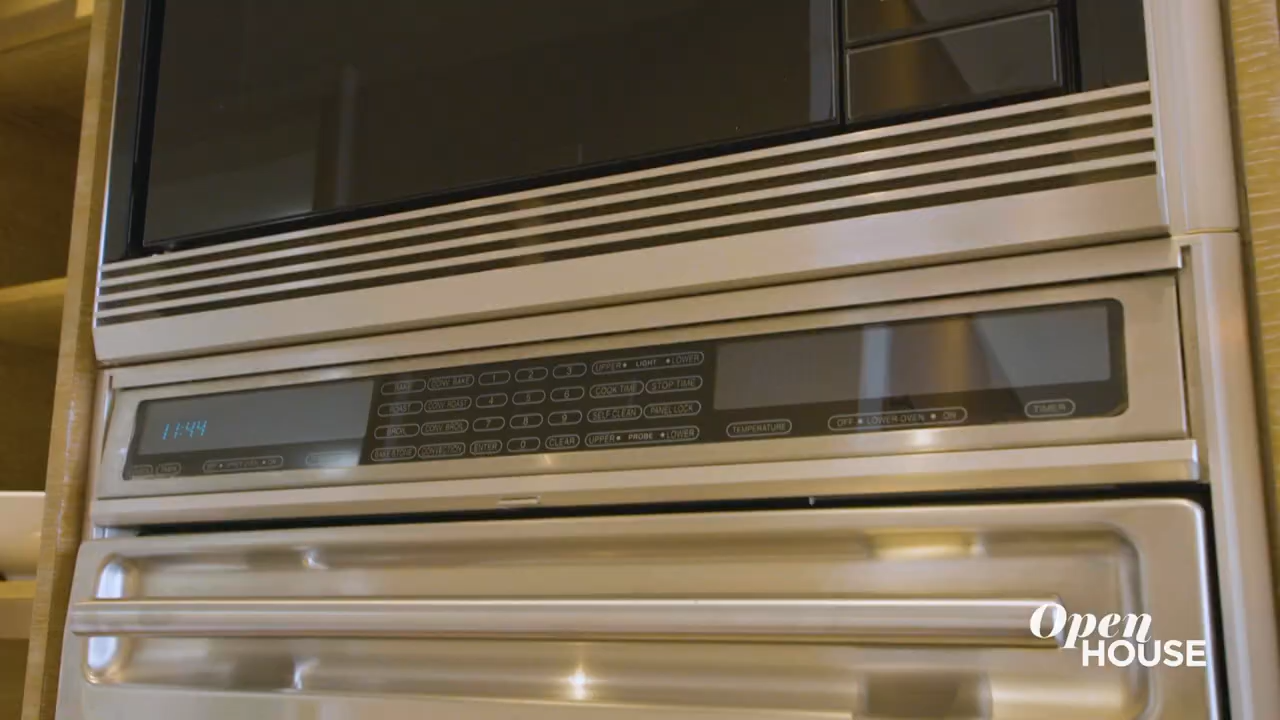 11:44
BAKE CONV. BAKE 1 2 3 UPPER • LIGHT • LOWER
ROAST CONV. ROAST 4 5 6 COOK TIME STOP TIME
BROIL CONV. BROIL 7 8 9 SELF CLEAN PANEL LOCK
BAKE STONE CONVECTION ENTER 0 CLEAR UPPER • PROBE • LOWER
TEMPERATURE OFF • LOWER OVEN • ON TIMER
Open
HOUSE